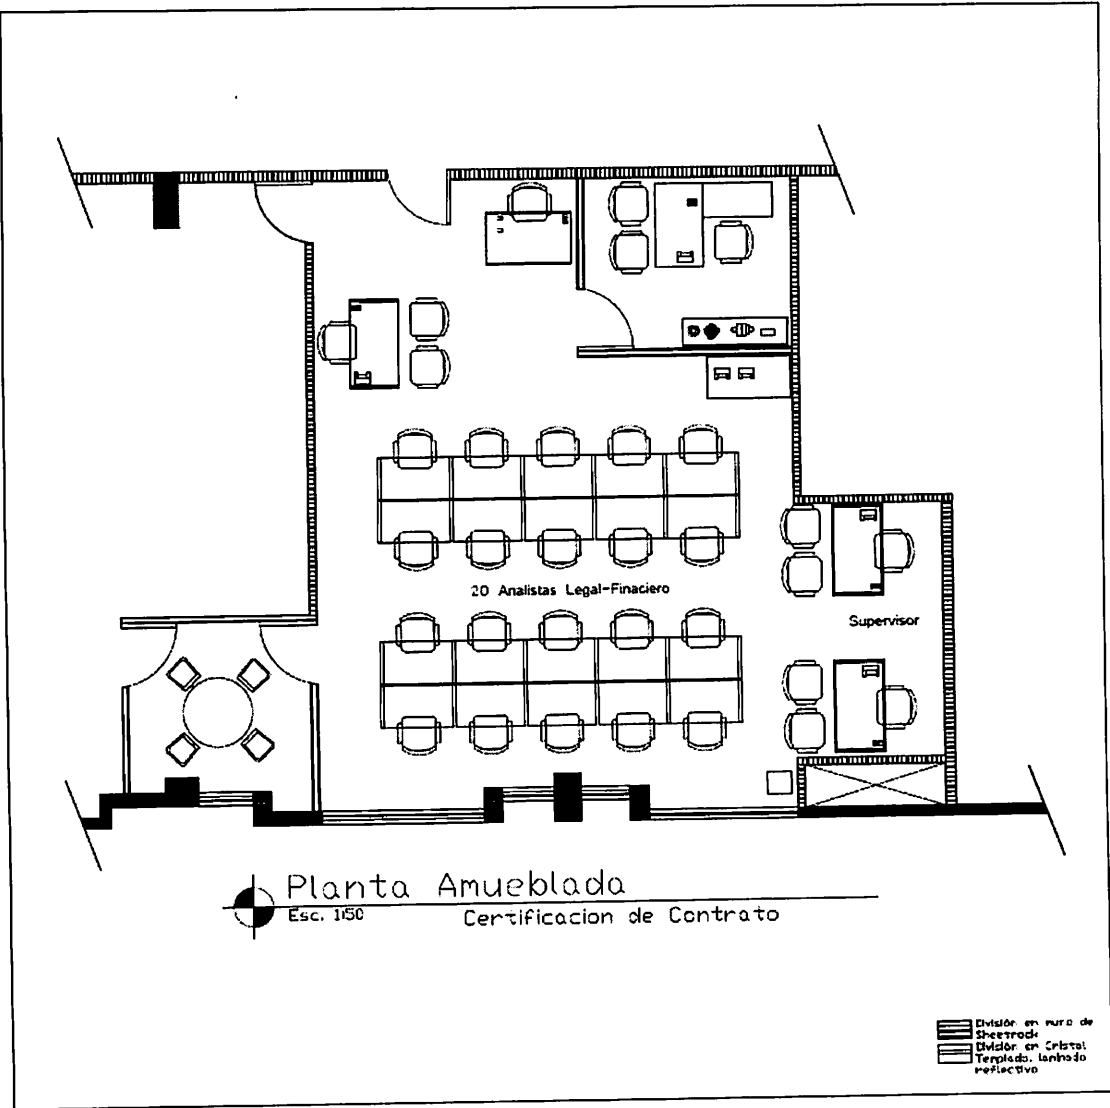 20 Analistas Legal-Finaciero
Supervisor
Planta Amueblada
Esc. 1:50
Certificacion de Contrato
División en muro de
Sheetrock
División en Cristal
Templado, laminado
reflectivo